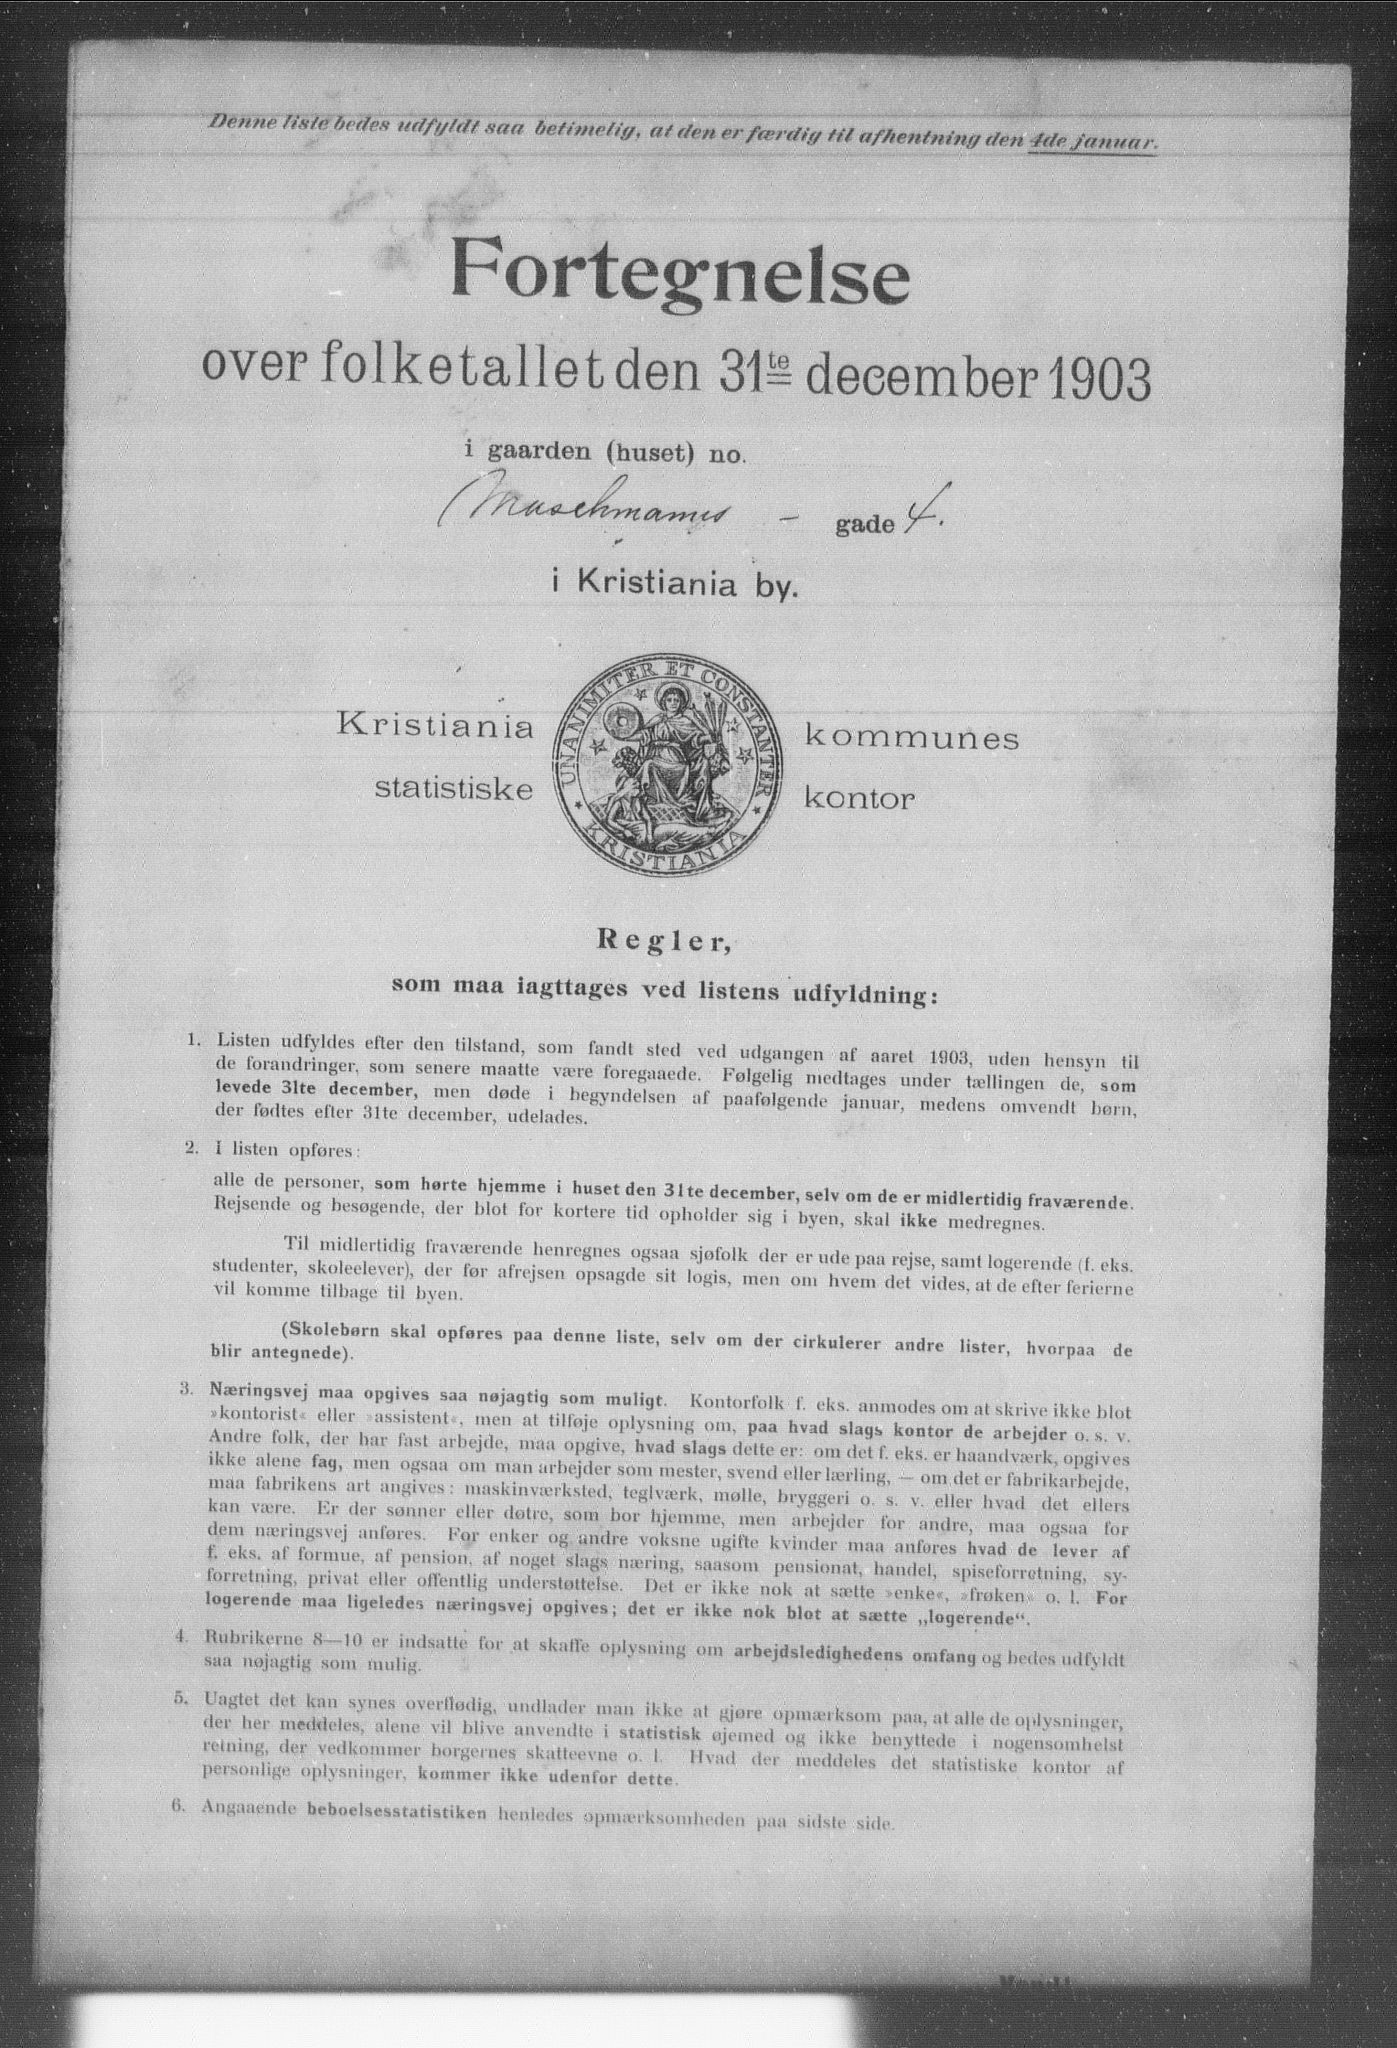 Denne liste bedes udfyldt saa betimelig, at den er færdig til afhentning den 4de januar.
Fortegnelse
over folketallet den 31te december 1903
i gaarden (huset) no.
gade 4.
i Kristiania by.
UNANIMITER ET CONSTANTER
KRISTIANIA
Kristiania kommunes
statistiske kontor
Regler,
som maa iagttages ved listens udfyldning:
1. Listen udfyldes efter den tilstand, som fandt sted ved udgangen af aaret 1903, uden hensyn til
de forandringer, som senere maatte være foregaaede. Følgelig medtages under tællingen de, som
levede 31te december, men døde i begyndelsen af paafølgende januar, medens omvendt børn,
der fødtes efter 31te december, udelades.
2. I listen opføres:
alle de personer, som hørte hjemme i huset den 31te december, selv om de er midlertidig fraværende.
Rejsende og besøgende, der blot for kortere tid opholder sig i byen, skal ikke medregnes.
Til midlertidig fraværende henregnes ogsaa sjøfolk der er ude paa rejse, samt logerende (f. eks.
studenter, skoleelever), der før afrejsen opsagde sit logis, men om hvem det vides, at de efter ferierne
vil komme tilbage til byen.
(Skolebørn skal opføres paa denne liste, selv om der cirkulerer andre lister, hvorpaa de
blir antegnede).
3. Næringsvej maa opgives saa nøjagtig som muligt. Kontorfolk f. eks. anmodes om at skrive ikke blot
»kontorist« eller »assistent«, men at tilføje oplysning om, paa hvad slags kontor de arbejder o. s. v.
Andre folk, der har fast arbejde, maa opgive, hvad slags dette er: om det f. eks. er haandværk, opgives
ikke alene fag, men ogsaa om man arbejder som mester, svend eller lærling, — om det er fabrikarbejde,
maa fabrikens art angives: maskinværksted, teglværk, mølle, bryggeri o. s. v. eller hvad det ellers
kan være. Er der sønner eller døtre, som bor hjemme, men arbejder for andre, maa ogsaa for
dem næringsvej anføres. For enker og andre voksne ugifte kvinder maa anføres hvad de lever af
f. eks. af formue, af pension, af noget slags næring, saasom pensionat, handel, spiseforretning, sy-
forretning, privat eller offentlig understøttelse. Det er ikke nok at sætte »enke«, »frøken« o. l. For
logerende maa ligeledes næringsvej opgives; det er ikke nok blot at sætte „logerende“.
4. Rubrikerne 8—10 er indsatte for at skaffe oplysning om arbejdsledighedens omfang og bedes udfyldt
saa nøjagtig som mulig.
5. Uagtet det kan synes overflødig, undlader man ikke at gjøre opmærksom paa, at alle de oplysninger,
der her meddeles, alene vil blive anvendte i statistisk øjemed og ikke benyttede i nogensomhelst
retning, der vedkommer borgernes skatteevne o. l. Hvad der meddeles det statistiske kontor af
personlige oplysninger, kommer ikke udenfor dette.
6. Angaaende beboelsesstatistiken henledes opmærksomheden paa sidste side.